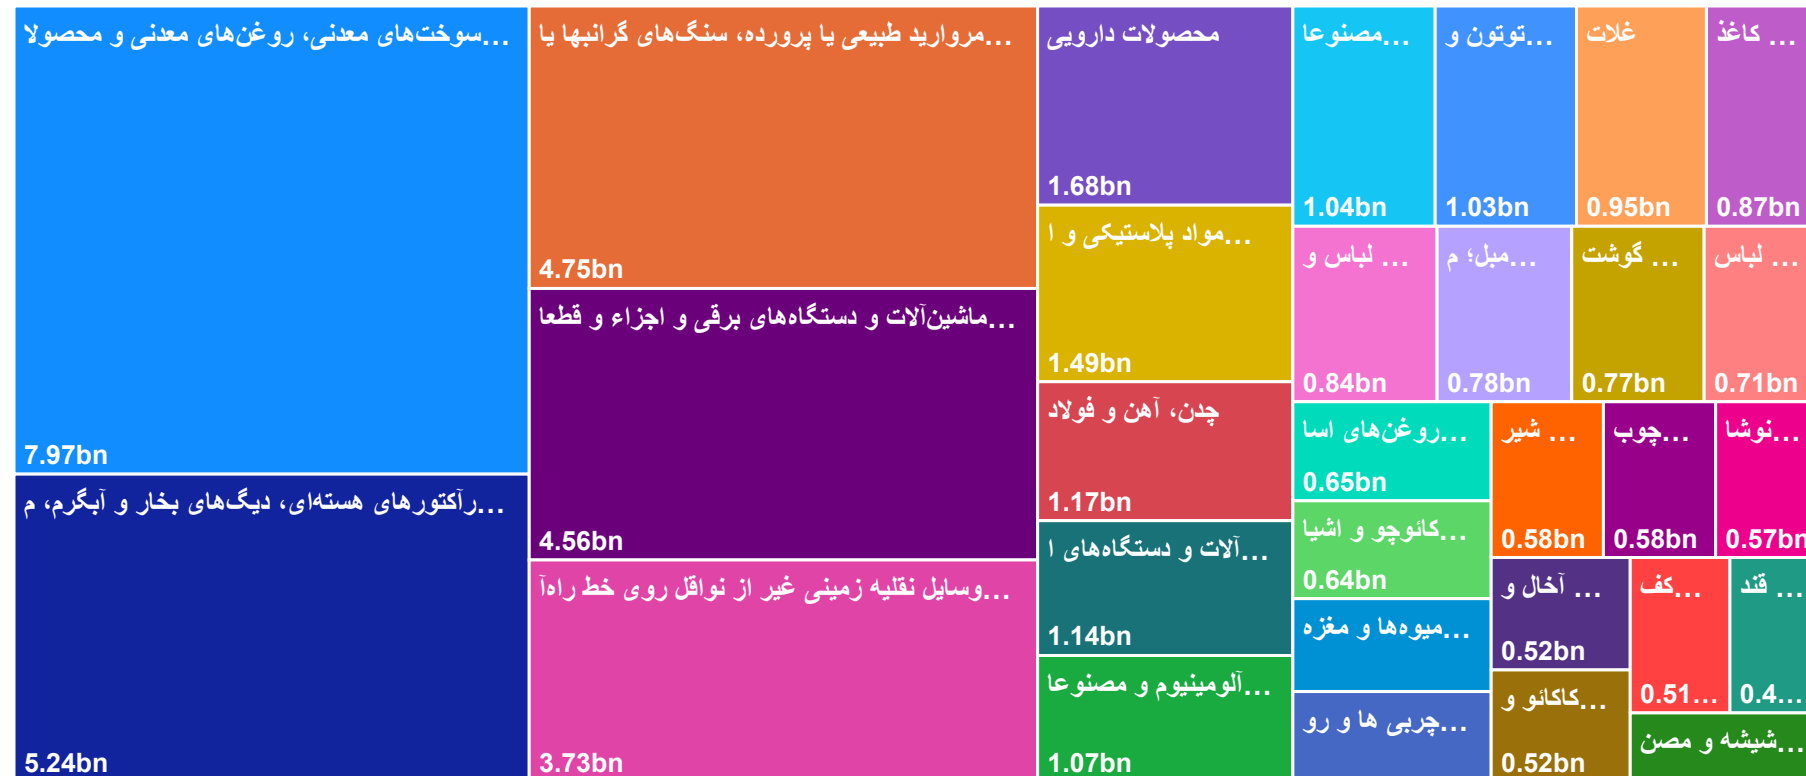 سوخت‌های معدنی، روغن‌های معدنی و محصولا...
7.97bn
رآکتورهای هسته‌ای، دیگ‌های بخار و آبگرم، م...
5.24bn
مروارید طبیعی یا پرورده، سنگ‌های گرانبها یا...
4.75bn
ماشین‌آلات و دستگاه‌های برقی و اجزاء و قطعا...
4.56bn
وسایل نقلیه زمینی غیر از نواقل روی خط راه‌آ...
3.73bn
محصولات دارویی
1.68bn
مواد پلاستیکی و ا...
1.49bn
چدن، آهن و فولاد
1.17bn
آلات و دستگاه‌های ا...
1.14bn
آلومینیوم و مصنوعا...
1.07bn
مصنوعا...
1.04bn
توتون و...
1.03bn
غلات
0.95bn
کاغذ ...
0.87bn
لباس و ...
0.84bn
مبل؛ م...
0.78bn
گوشت ...
0.77bn
لباس ...
0.71bn
روغن‌های اسا...
0.65bn
کائوچو و اشیا...
0.64bn
میوه‌ها و مغزه...
چربی ها و رو...
شیر ...
0.58bn
چوب...
0.58bn
نوشا...
0.57bn
آخال و ...
0.52bn
کاکائو و...
0.52bn
کف...
0.51...
قند ...
0.4...
شیشه و مصن...